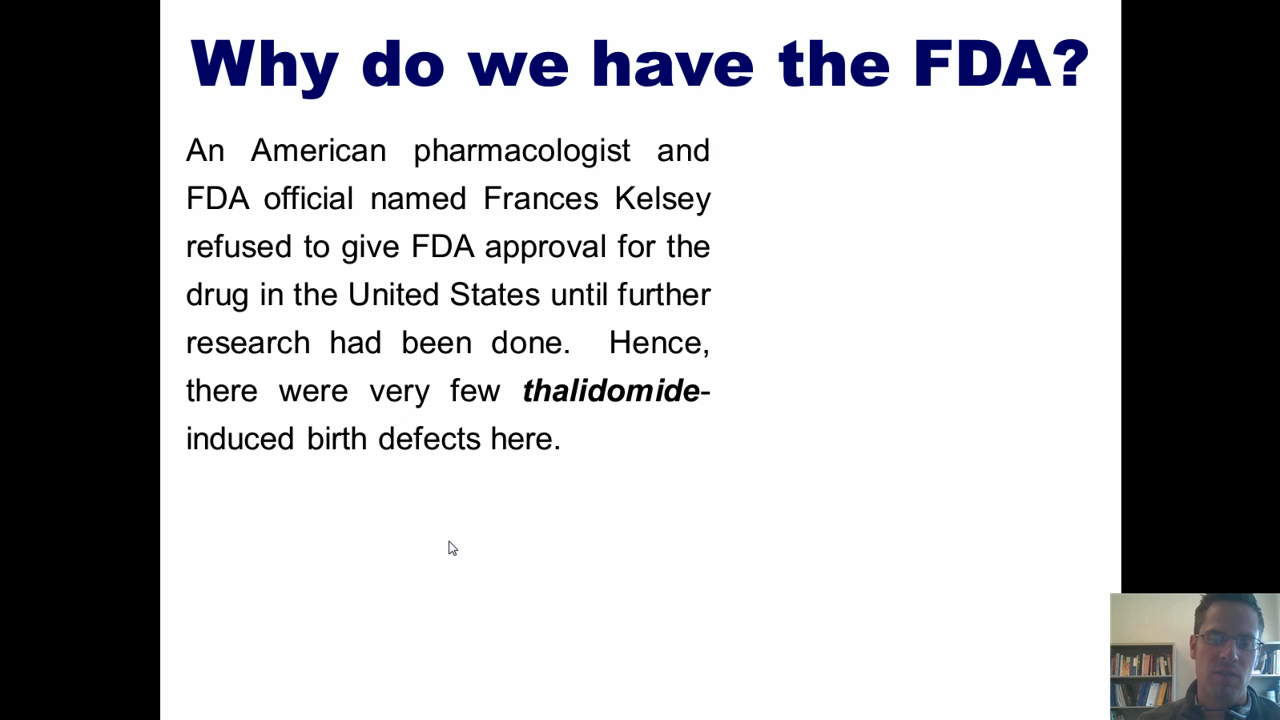 Why do we have the FDA?
An American pharmacologist and
FDA official named Frances Kelsey
refused to give FDA approval for the
drug in the United States until further
research had been done. Hence,
there were very few thalidomide-
induced birth defects here.